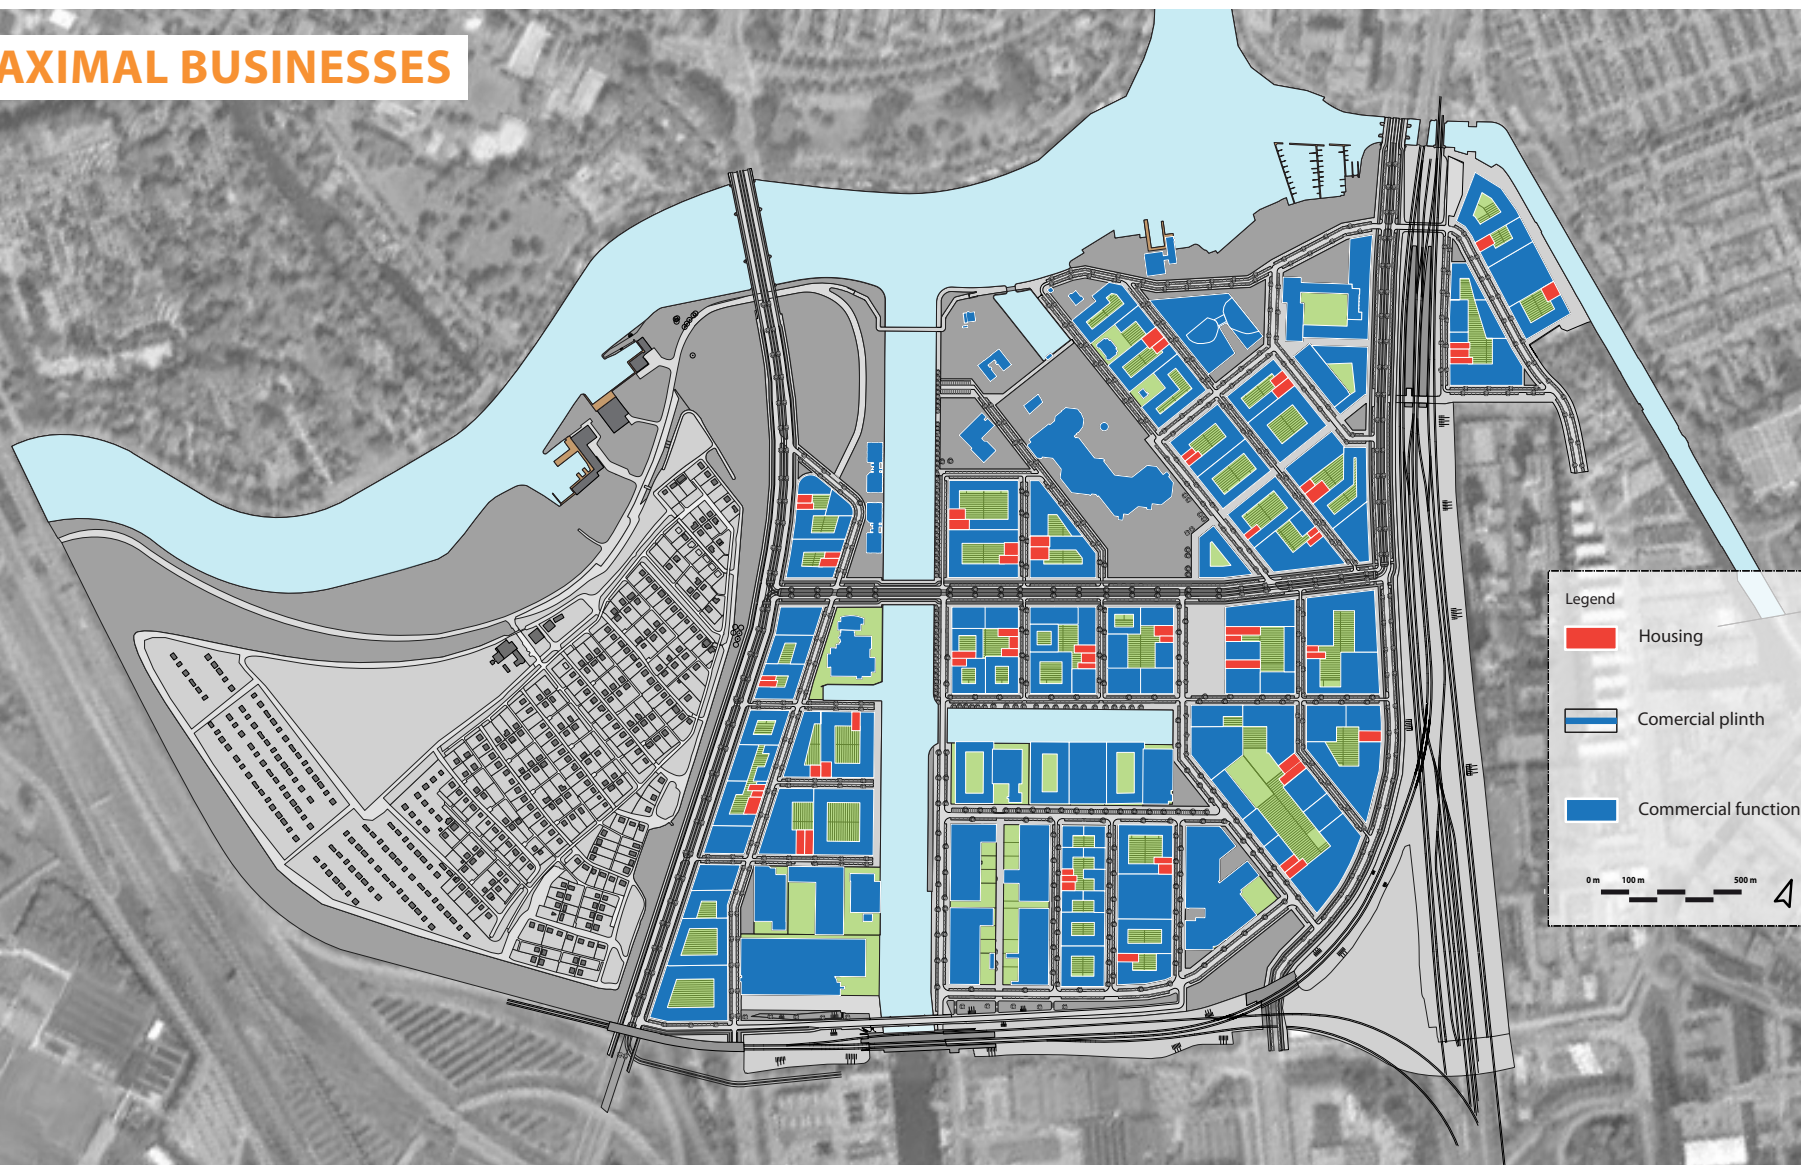 AXIMAL BUSINESSES
Legend
Housing
Comercial plinth
Commercial function
0 m 100 m 500 m